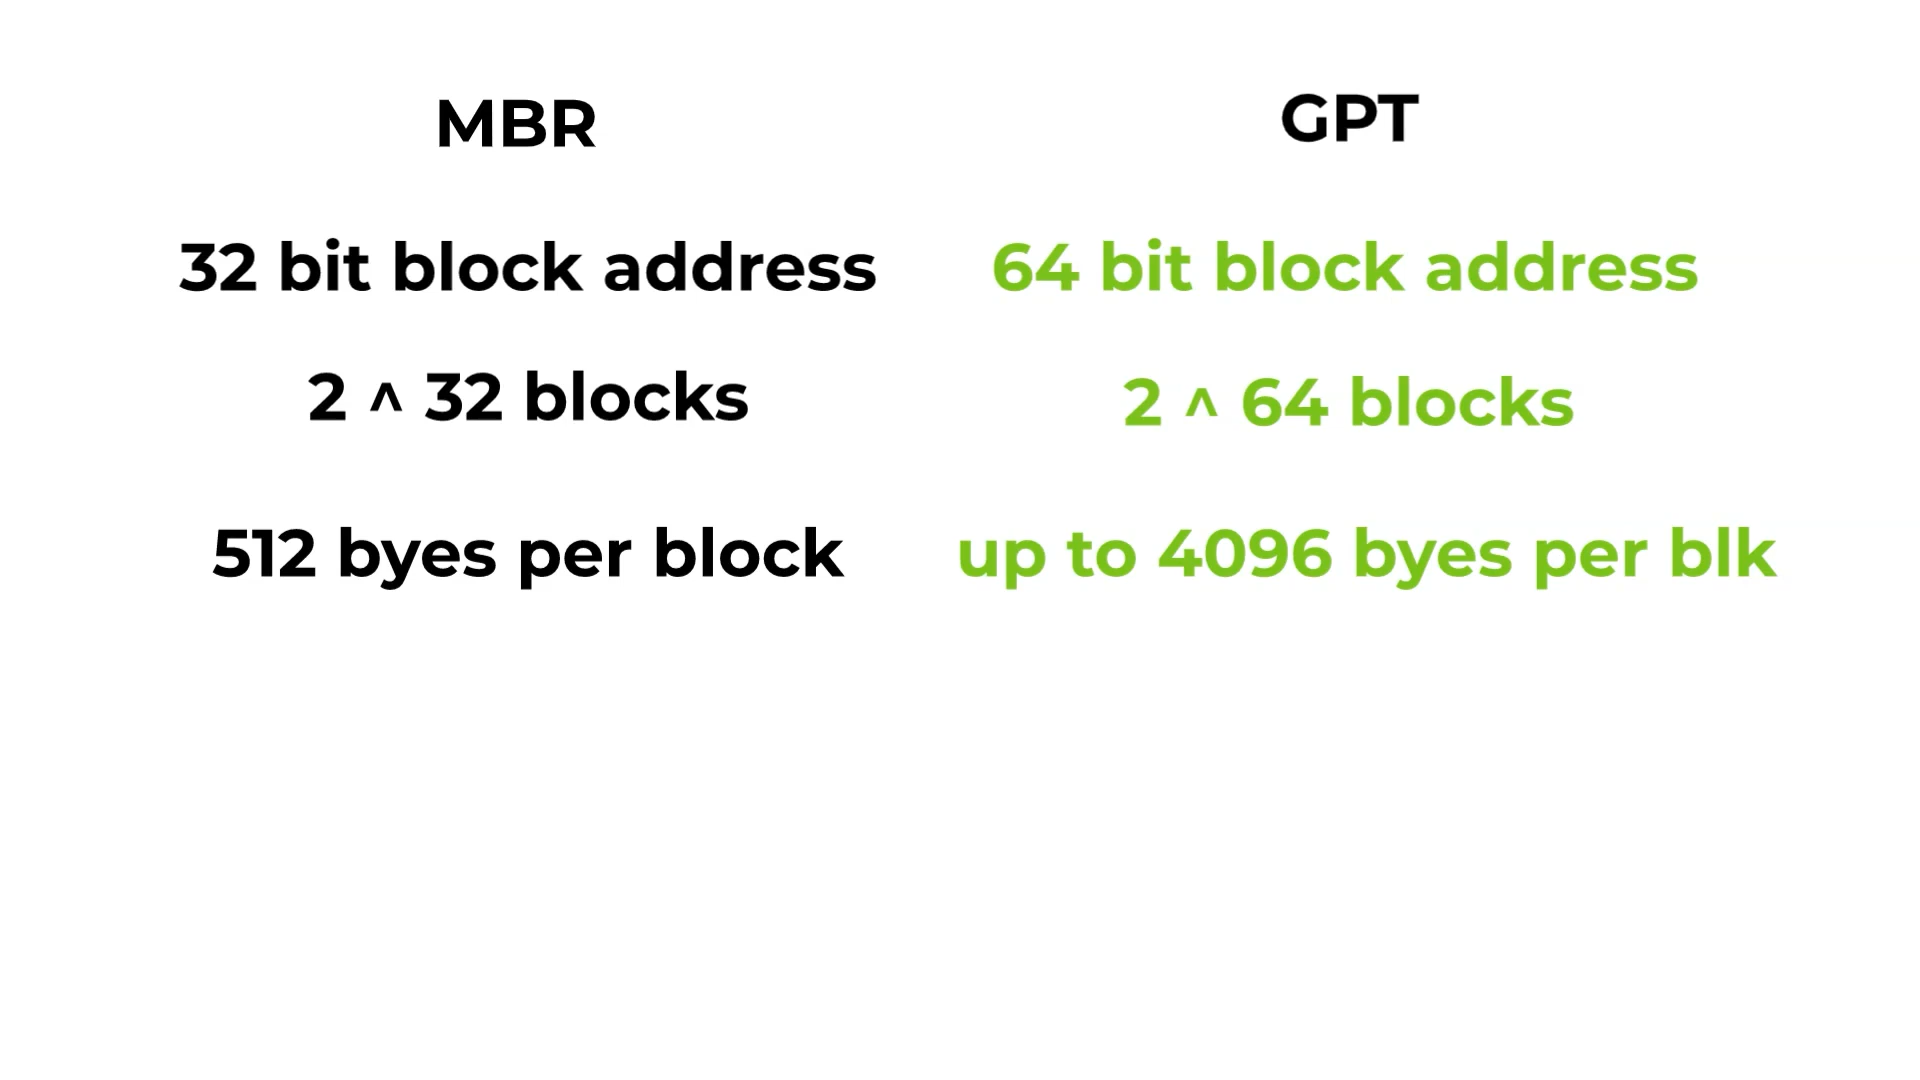 MBR
GPT
32 bit block address
64 bit block address
2 ^ 32 blocks
2 ^ 64 blocks
512 byes per block
up to 4096 byes per blk